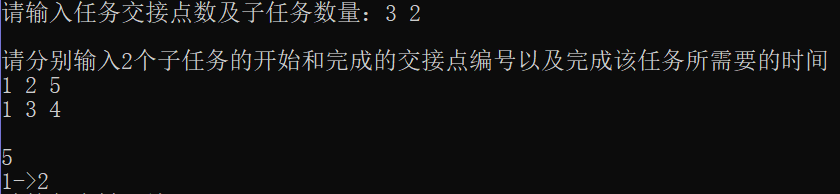 请输入任务交接点数及子任务数量：3 2
请分别输入2个子任务的开始和完成的交接点编号以及完成该任务所需要的时间
1 2 5
1 3 4
5
1->2